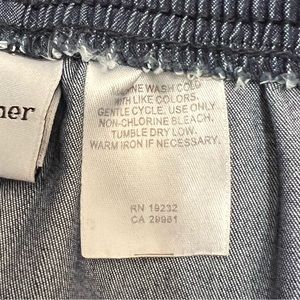 ner
NE WASH COLD
WITH LIKE COLORS.
GENTLE CYCLE. USE ONLY
NON-CHLORINE BLEACH.
TUMBLE DRY LOW.
WARM IRON IF NECESSARY.
RN 19232
CA 29981